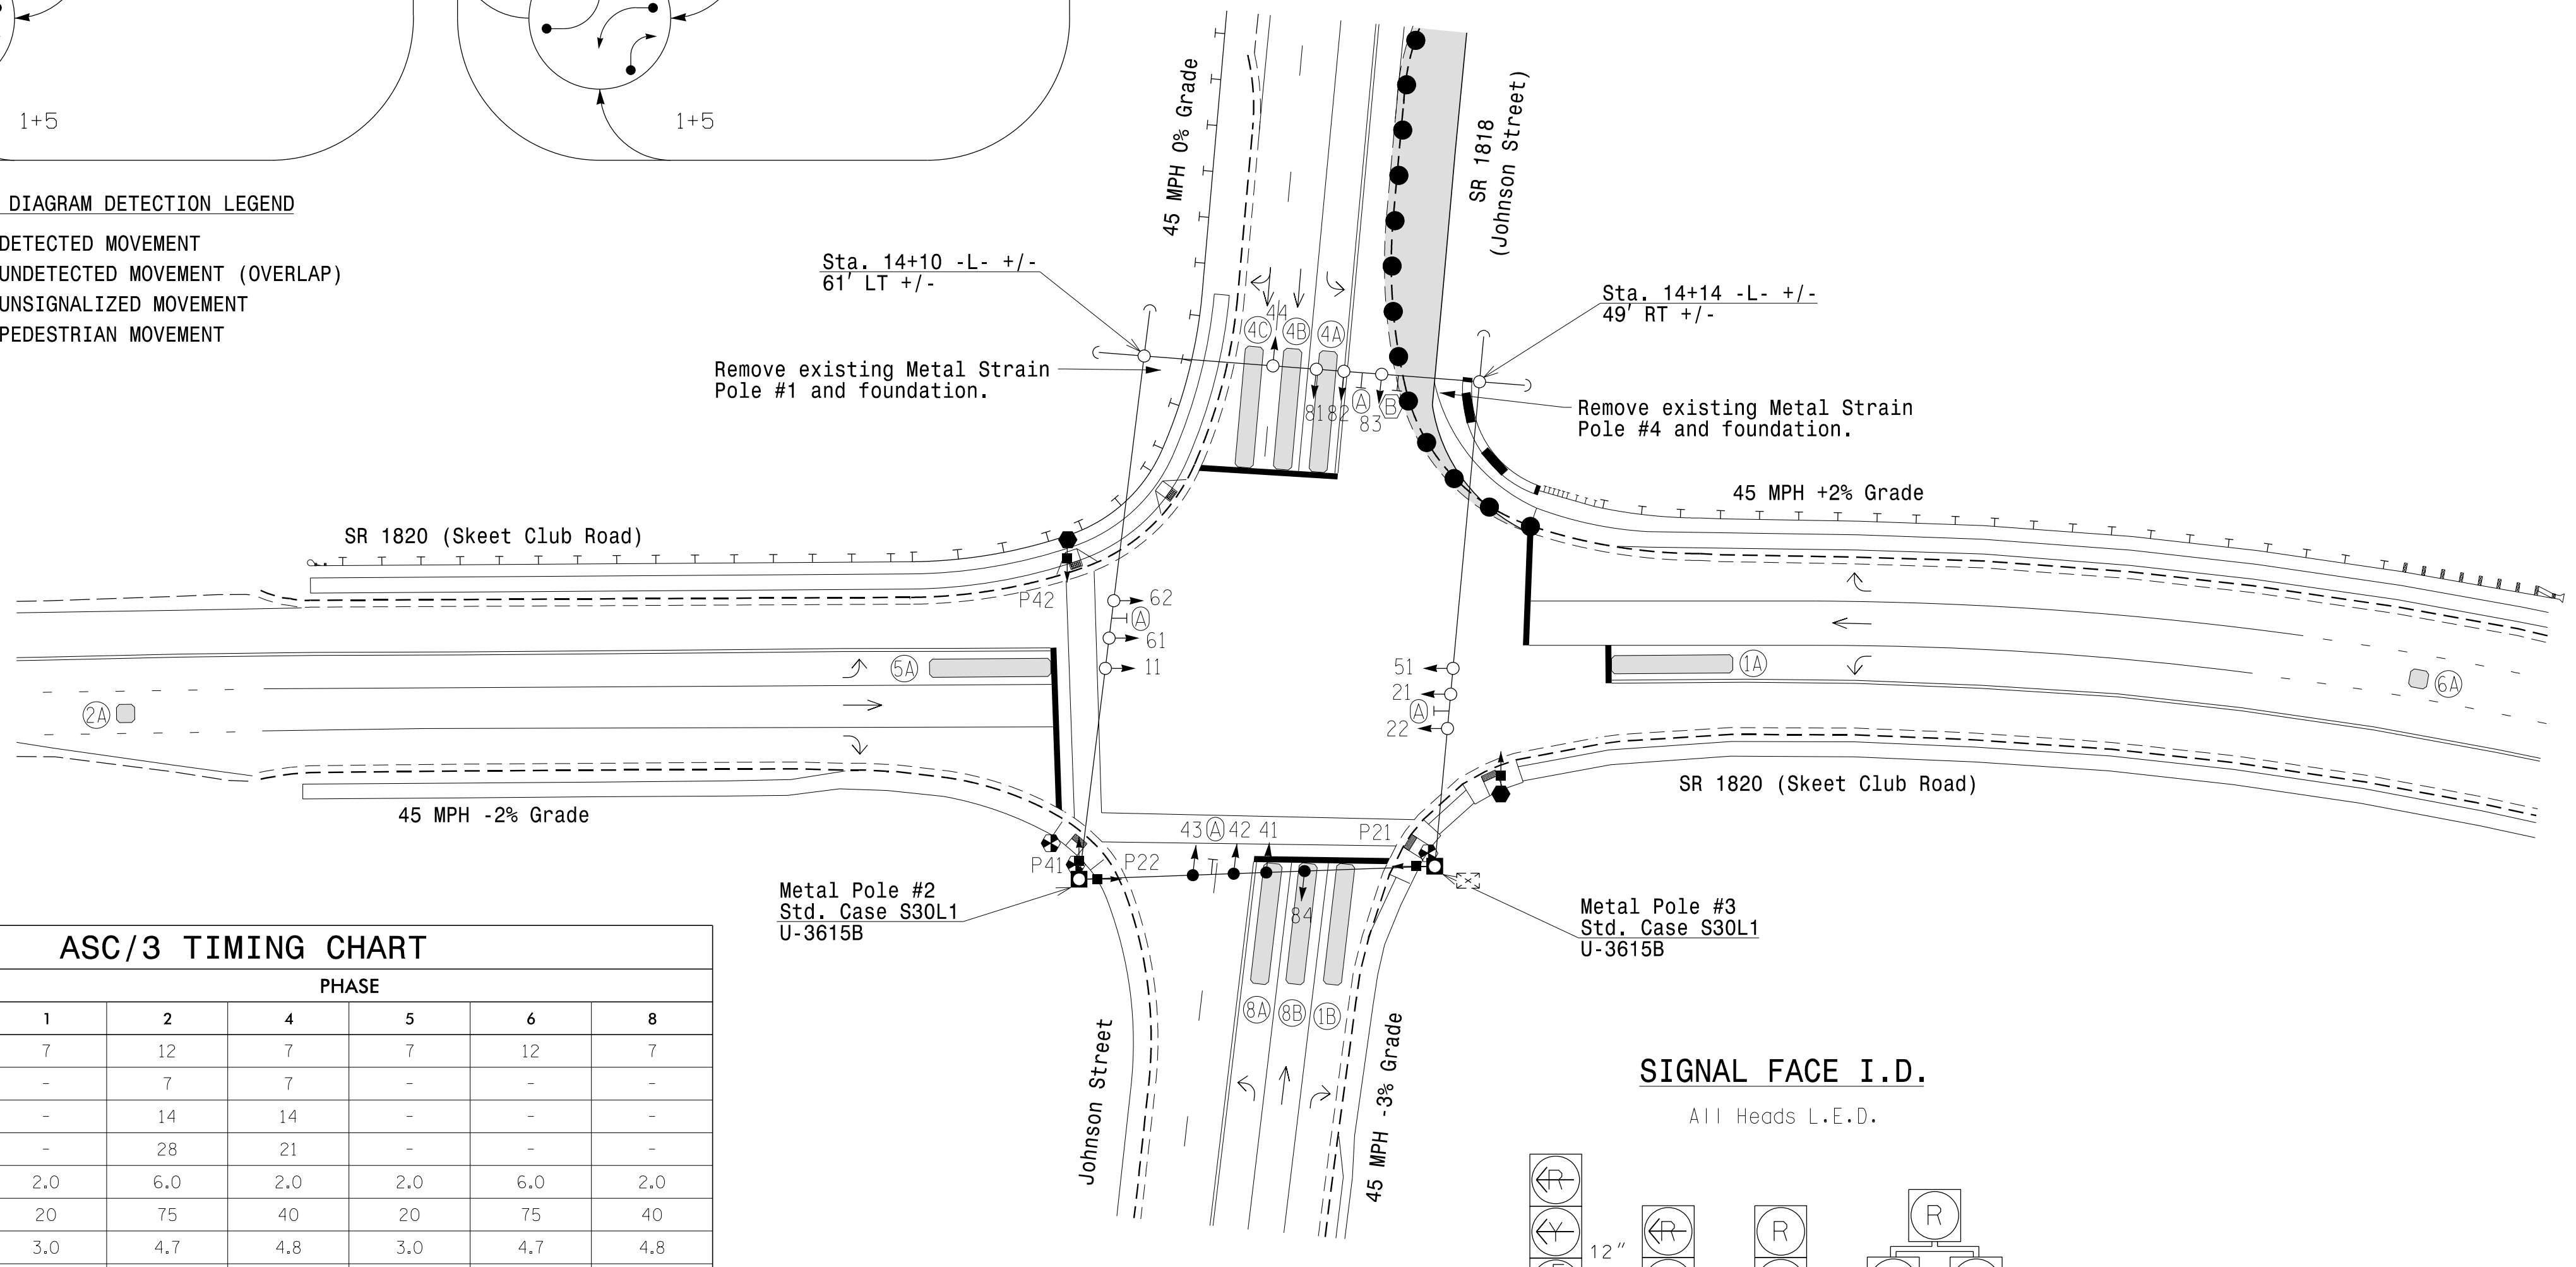 1+5
1+5
DIAGRAM DETECTION LEGEND
DETECTED MOVEMENT
UNDETECTED MOVEMENT (OVERLAP)
UNSIGNALIZED MOVEMENT
PEDESTRIAN MOVEMENT
45 MPH 0% Grade
SR 1818
(Johnson Street)
Sta. 14+10 -L- +/-
61' LT +/-
Sta. 14+14 -L- +/-
49' RT +/-
44
4C
4B
4A
Remove existing Metal Strain
Pole #1 and foundation.
81
82
A
83
B
Remove existing Metal Strain
Pole #4 and foundation.
45 MPH +2% Grade
SR 1820 (Skeet Club Road)
P42
62
A
61
11
5A
2A
51
21
A
22
1A
6A
45 MPH -2% Grade
SR 1820 (Skeet Club Road)
43
A
42
41
P21
P41
P22
84
Metal Pole #2
Std. Case S30L1
U-3615B
Metal Pole #3
Std. Case S30L1
U-3615B
8A
8B
1B
Johnson Street
45 MPH -3% Grade
ASC/3 TIMING CHART
PHASE
1 2 4 5 6 8
7 12 7 7 12 7
- 7 7 - - -
- 14 14 - - -
- 28 21 - - -
2.0 6.0 2.0 2.0 6.0 2.0
20 75 40 20 75 40
3.0 4.7 4.8 3.0 4.7 4.8
SIGNAL FACE I.D.
All Heads L.E.D.
R
Y
12"
R
R
R